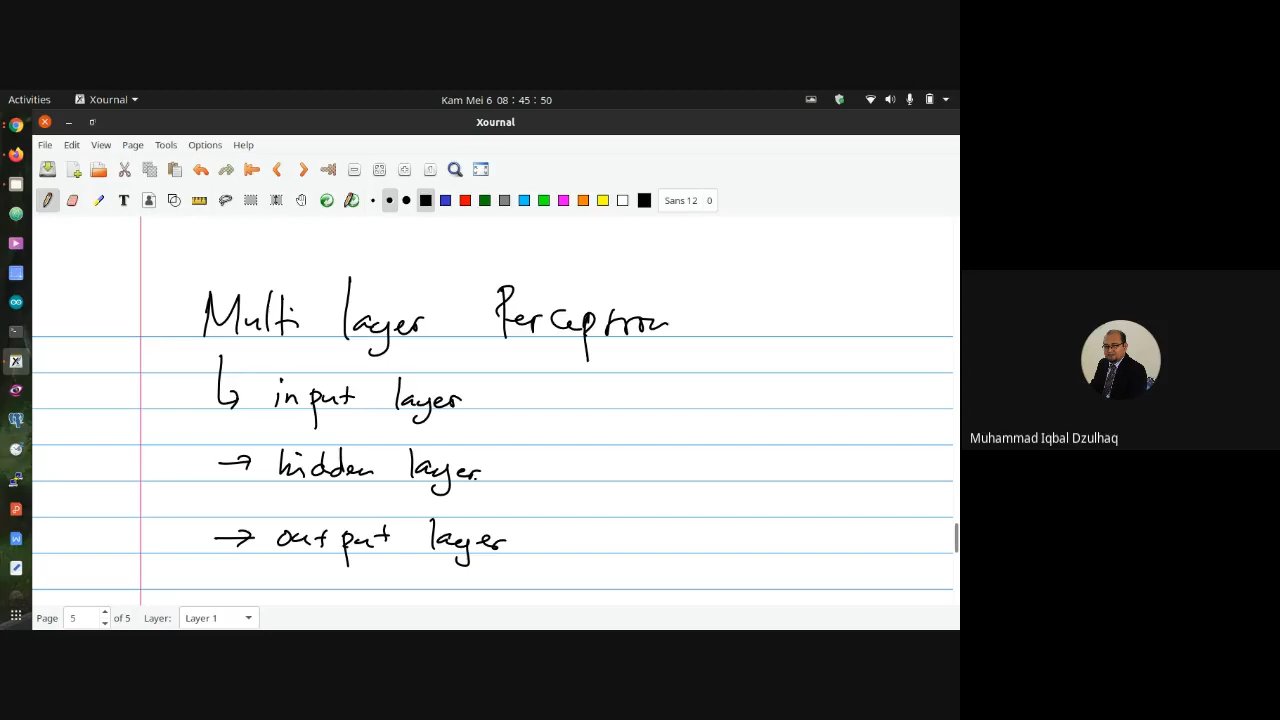 Activities
Xournal
Kam Mei 6 08 : 45 : 50
Xournal
File Edit View Page Tools Options Help
Sans 12 0
Multi layer Perceptron
input layer
→ hidden layer
→ output layer
Page 5 of 5 Layer: Layer 1
Muhammad Iqbal Dzulhaq